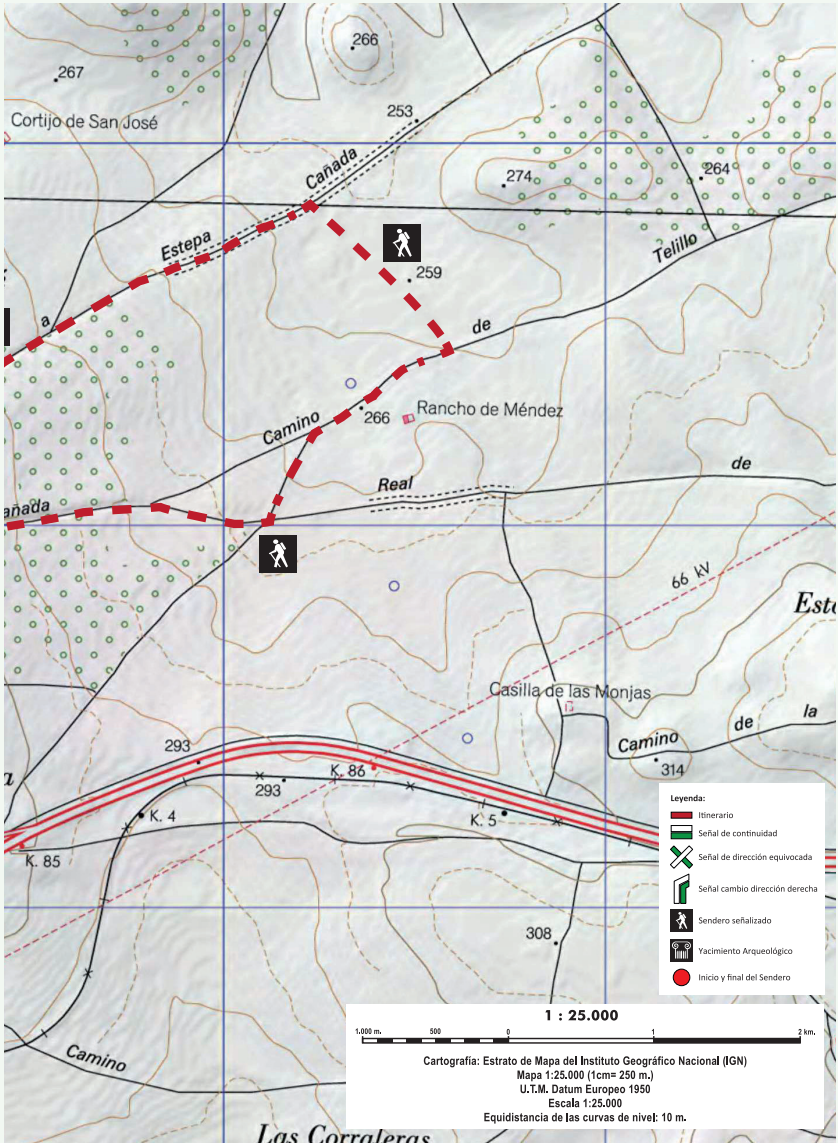 266
267
Cortijo de San José
253
Cañada
274
264
Estepa
Telillo
259
a
de
266
Rancho de Méndez
Camino
Real
de
añada
66 kV
Este
Casilla de las Monjas
Camino
de
la
293
314
a
K. 86
293
K. 4
K. 5
K. 85
308
Camino
Las Corraleras
Leyenda:
Itinerario
Señal de continuidad
Señal de dirección equivocada
Señal cambio dirección derecha
Sendero señalizado
Yacimiento Arqueológico
Inicio y final del Sendero
1 : 25.000
1.000 m. 500 0 1 2 km.
Cartografía: Estrato de Mapa del Instituto Geográfico Nacional (IGN)
Mapa 1:25.000 (1cm= 250 m.)
U.T.M. Datum Europeo 1950
Escala 1:25.000
Equidistancia de las curvas de nivel: 10 m.